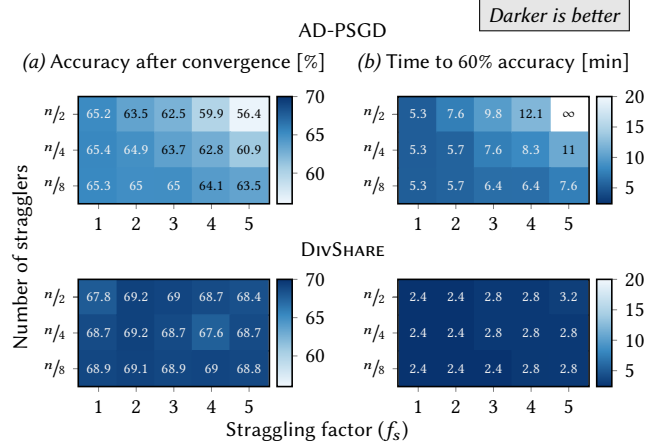 Darker is better
AD-PSGD
(a) Accuracy after convergence [%]
(b) Time to 60% accuracy [min]
Number of stragglers
n/2 65.2 63.5 62.5 59.9 56.4
n/4 65.4 64.9 63.7 62.8 60.9
n/8 65.3 65 65 64.1 63.5
1 2 3 4 5
70
65
60
n/2 5.3 7.6 9.8 12.1 ∞
n/4 5.3 5.7 7.6 8.3 11
n/8 5.3 5.7 6.4 6.4 7.6
1 2 3 4 5
20
15
10
5
DivShare
n/2 67.8 69.2 69 68.7 68.4
n/4 68.7 69.2 68.7 67.6 68.7
n/8 68.9 69.1 68.9 69 68.8
1 2 3 4 5
70
65
60
n/2 2.4 2.4 2.8 2.8 3.2
n/4 2.4 2.4 2.8 2.8 2.8
n/8 2.4 2.4 2.4 2.8 2.8
1 2 3 4 5
20
15
10
5
Straggling factor (fs)